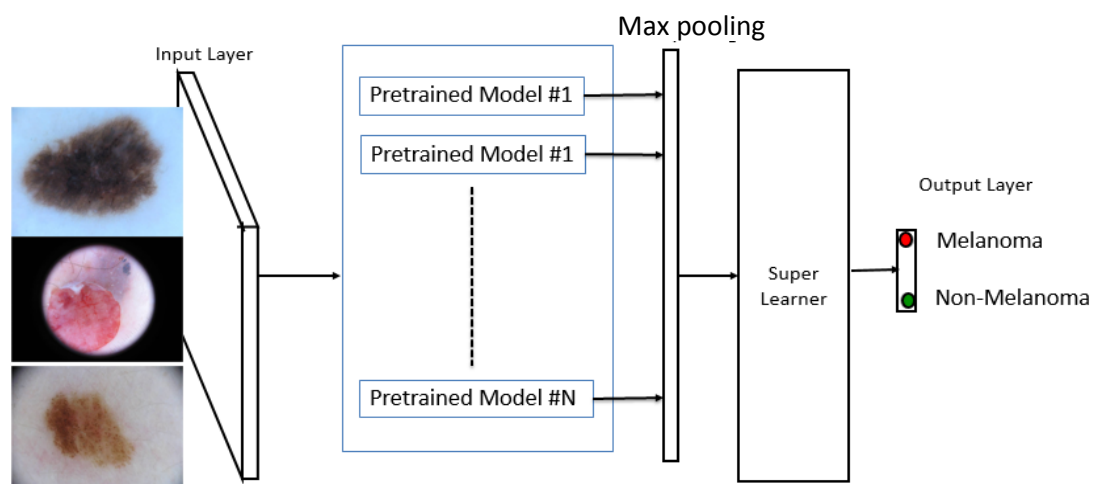 Max pooling
Input Layer
Pretrained Model #1
Pretrained Model #1
Pretrained Model #N
Super
Learner
Output Layer
Melanoma
Non-Melanoma